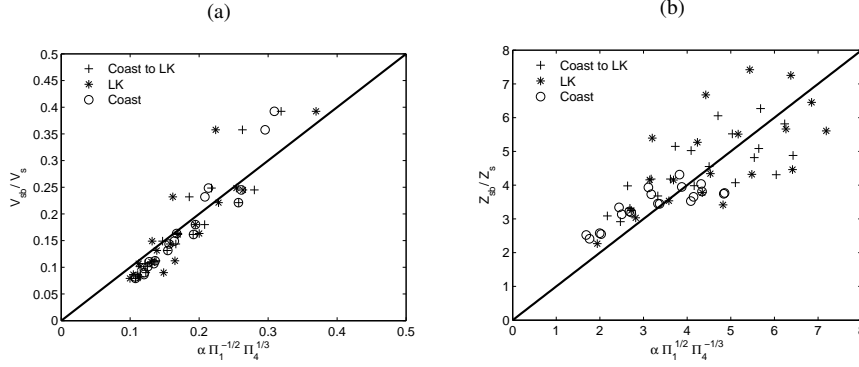 (a)
0.5
0.45
0.4
0.35
0.3
0.25
0.2
0.15
0.1
0.05
0
V_sb / V_s
+ Coast to LK
* LK
○ Coast
0 0.1 0.2 0.3 0.4 0.5
α Π_1^{-1/2} Π_4^{1/3}
(b)
8
7
6
5
4
3
2
1
0
Z_sb / Z_s
+ Coast to LK
* LK
○ Coast
0 1 2 3 4 5 6 7 8
α Π_1^{1/2} Π_4^{-1/3}